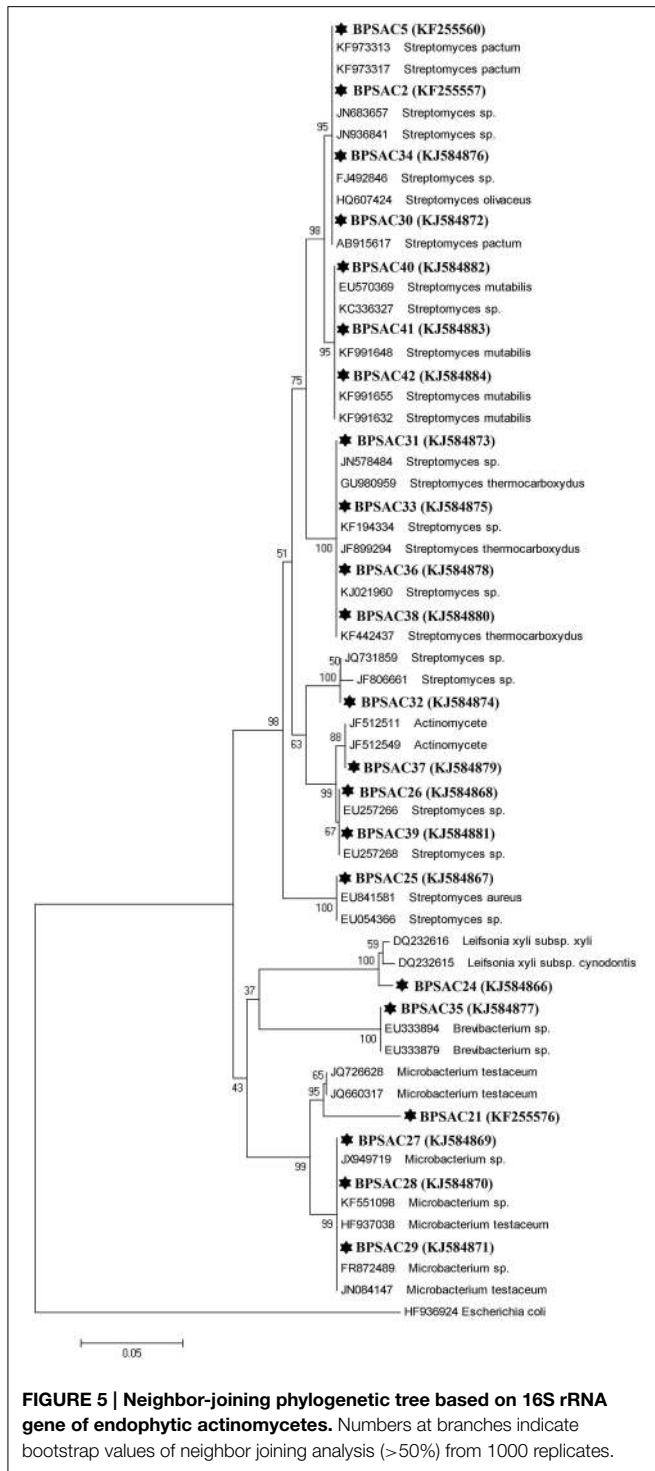 BPSAC5 (KF255560)
KF973313 Streptomyces pactum
KF973317 Streptomyces pactum
BPSAC2 (KF255557)
JN683657 Streptomyces sp.
JN936841 Streptomyces sp.
95
BPSAC34 (KJ584876)
FJ492846 Streptomyces sp.
HQ607424 Streptomyces olivaceus
BPSAC30 (KJ584872)
98
AB915617 Streptomyces pactum
BPSAC40 (KJ584882)
EU570369 Streptomyces mutabilis
KC336327 Streptomyces sp.
BPSAC41 (KJ584883)
95
KF991648 Streptomyces mutabilis
BPSAC42 (KJ584884)
75
KF991655 Streptomyces mutabilis
KF991632 Streptomyces mutabilis
BPSAC31 (KJ584873)
JN578484 Streptomyces sp.
GU980959 Streptomyces thermocarboxydus
BPSAC33 (KJ584875)
KF194334 Streptomyces sp.
51
100
JF899294 Streptomyces thermocarboxydus
BPSAC36 (KJ584878)
KJ021960 Streptomyces sp.
BPSAC38 (KJ584880)
KF442437 Streptomyces thermocarboxydus
50
JQ731859 Streptomyces sp.
100
JF806661 Streptomyces sp.
BPSAC32 (KJ584874)
98
63
JF512511 Actinomycete
88
JF512549 Actinomycete
BPSAC37 (KJ584879)
99
BPSAC26 (KJ584868)
EU257266 Streptomyces sp.
67
BPSAC39 (KJ584881)
EU257268 Streptomyces sp.
BPSAC25 (KJ584867)
EU841581 Streptomyces aureus
100
EU054366 Streptomyces sp.
59
DQ232616 Leifsonia xyli subsp. xyli
100
DQ232615 Leifsonia xyli subsp. cynodontis
BPSAC24 (KJ584866)
37
BPSAC35 (KJ584877)
EU333894 Brevibacterium sp.
100
EU333879 Brevibacterium sp.
43
65
JQ726628 Microbacterium testaceum
95
JQ660317 Microbacterium testaceum
BPSAC21 (KF255576)
BPSAC27 (KJ584869)
99
JX949719 Microbacterium sp.
BPSAC28 (KJ584870)
KF551098 Microbacterium sp.
99
HF937038 Microbacterium testaceum
BPSAC29 (KJ584871)
FR872489 Microbacterium sp.
JN084147 Microbacterium testaceum
HF936924 Escherichia coli
0.05
FIGURE 5 | Neighbor-joining phylogenetic tree based on 16S rRNA
gene of endophytic actinomycetes. Numbers at branches indicate
bootstrap values of neighbor joining analysis (>50%) from 1000 replicates.